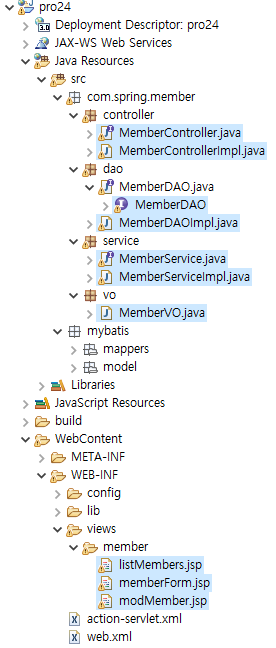 pro24
Deployment Descriptor: pro24
JAX-WS Web Services
Java Resources
src
com.spring.member
controller
MemberController.java
MemberControllerImpl.java
dao
MemberDAO.java
MemberDAO
MemberDAOImpl.java
service
MemberService.java
MemberServiceImpl.java
vo
MemberVO.java
mybatis
mappers
model
Libraries
JavaScript Resources
build
WebContent
META-INF
WEB-INF
config
lib
views
member
listMembers.jsp
memberForm.jsp
modMember.jsp
action-servlet.xml
web.xml